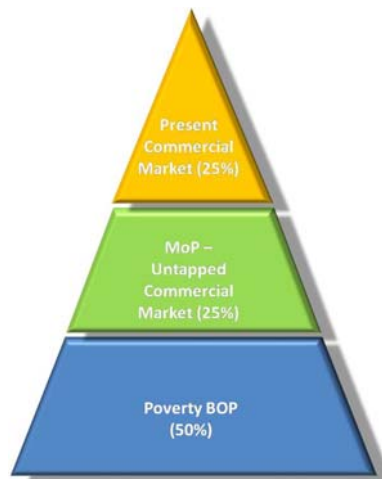 Present
Commercial
Market (25%)
MoP –
Untapped
Commercial
Market (25%)
Poverty BOP
(50%)